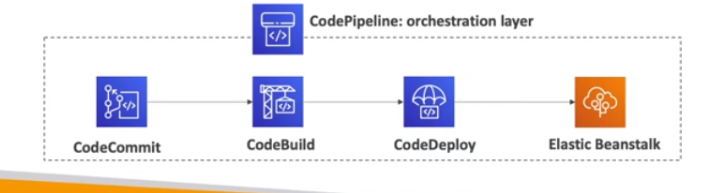 CodePipeline: orchestration layer
CodeCommit
CodeBuild
CodeDeploy
Elastic Beanstalk